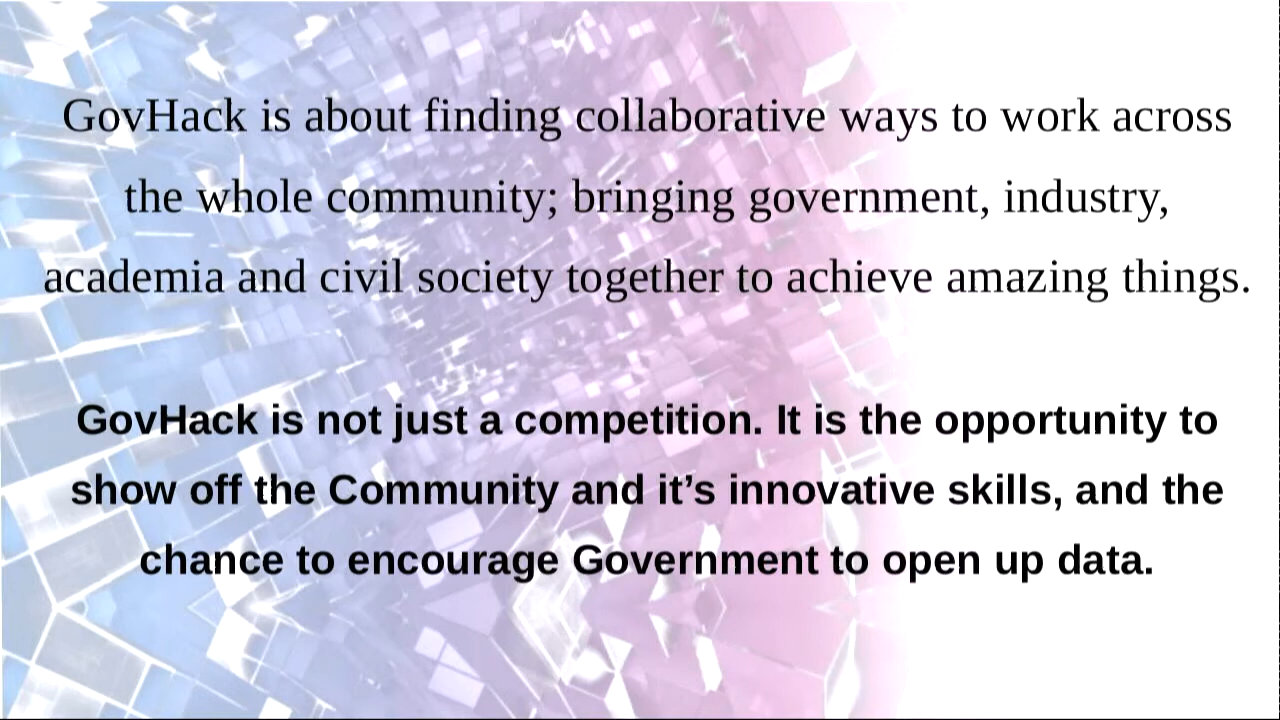 GovHack is about finding collaborative ways to work across
the whole community; bringing government, industry,
academia and civil society together to achieve amazing things.
GovHack is not just a competition. It is the opportunity to
show off the Community and it’s innovative skills, and the
chance to encourage Government to open up data.